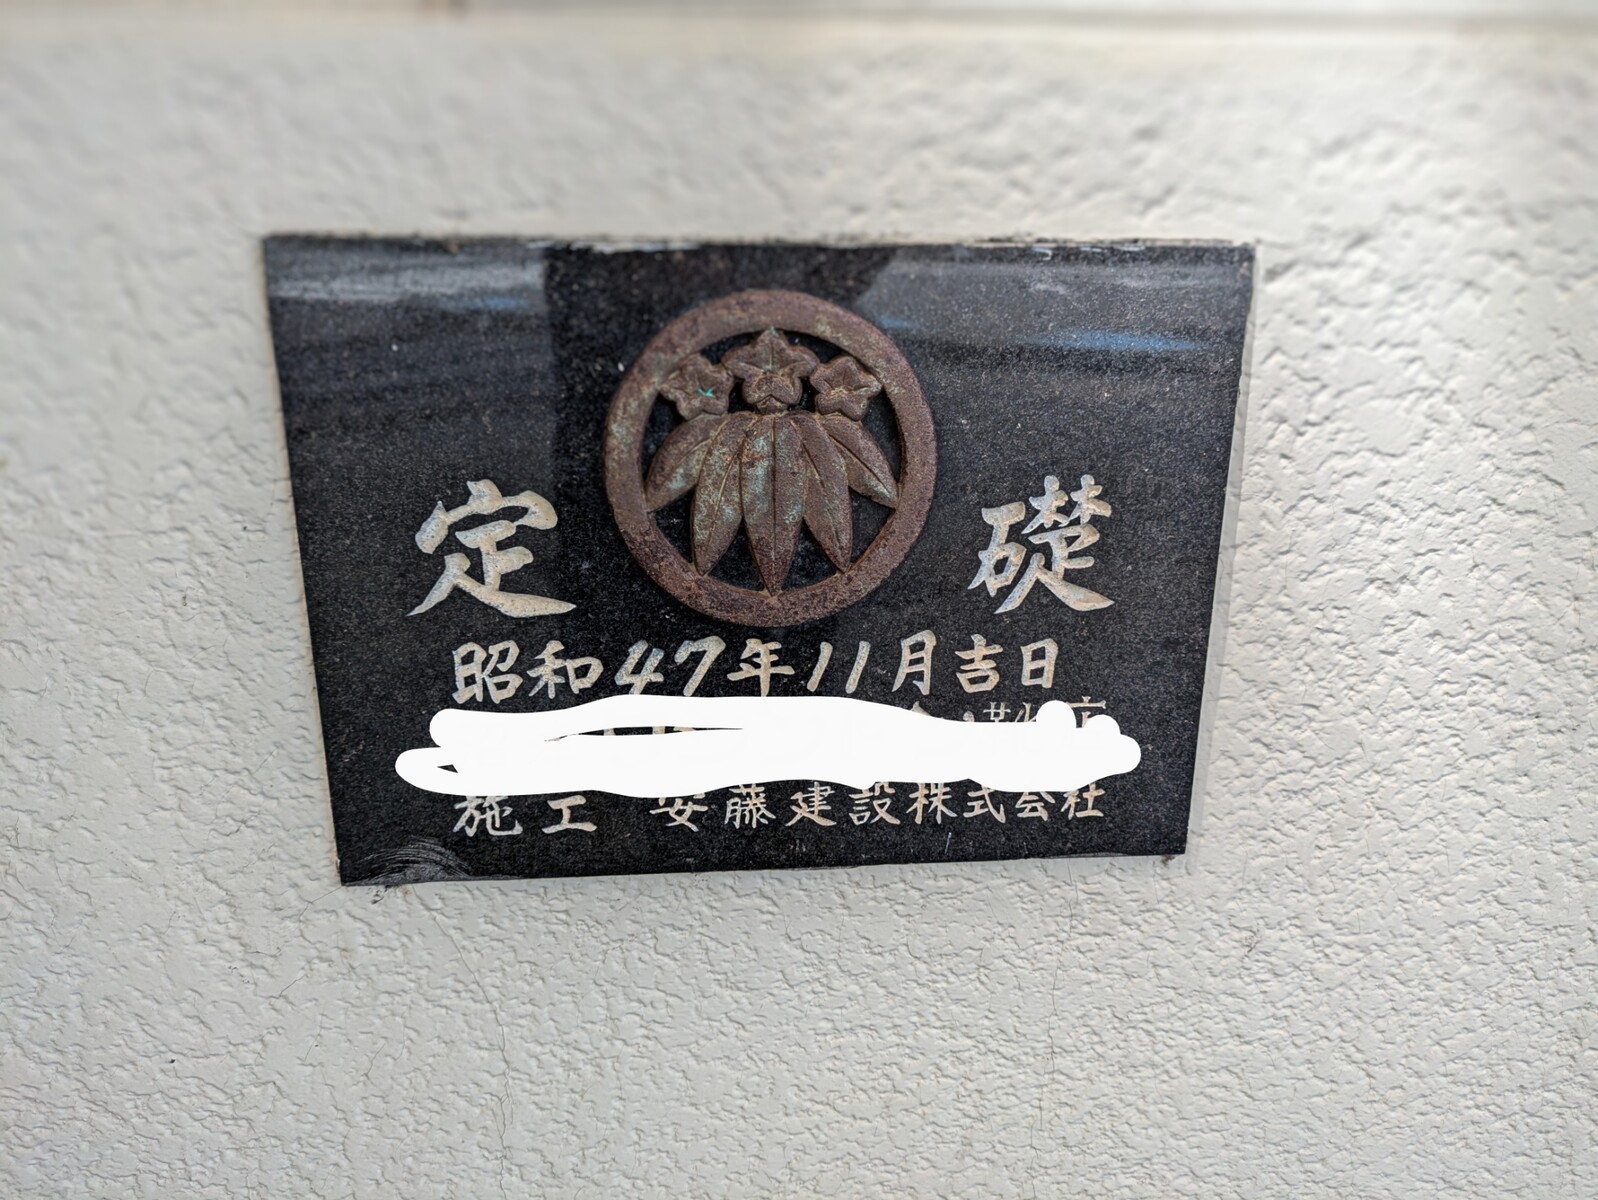 定 礎
昭和47年11月吉日
施工 安藤建設株式会社